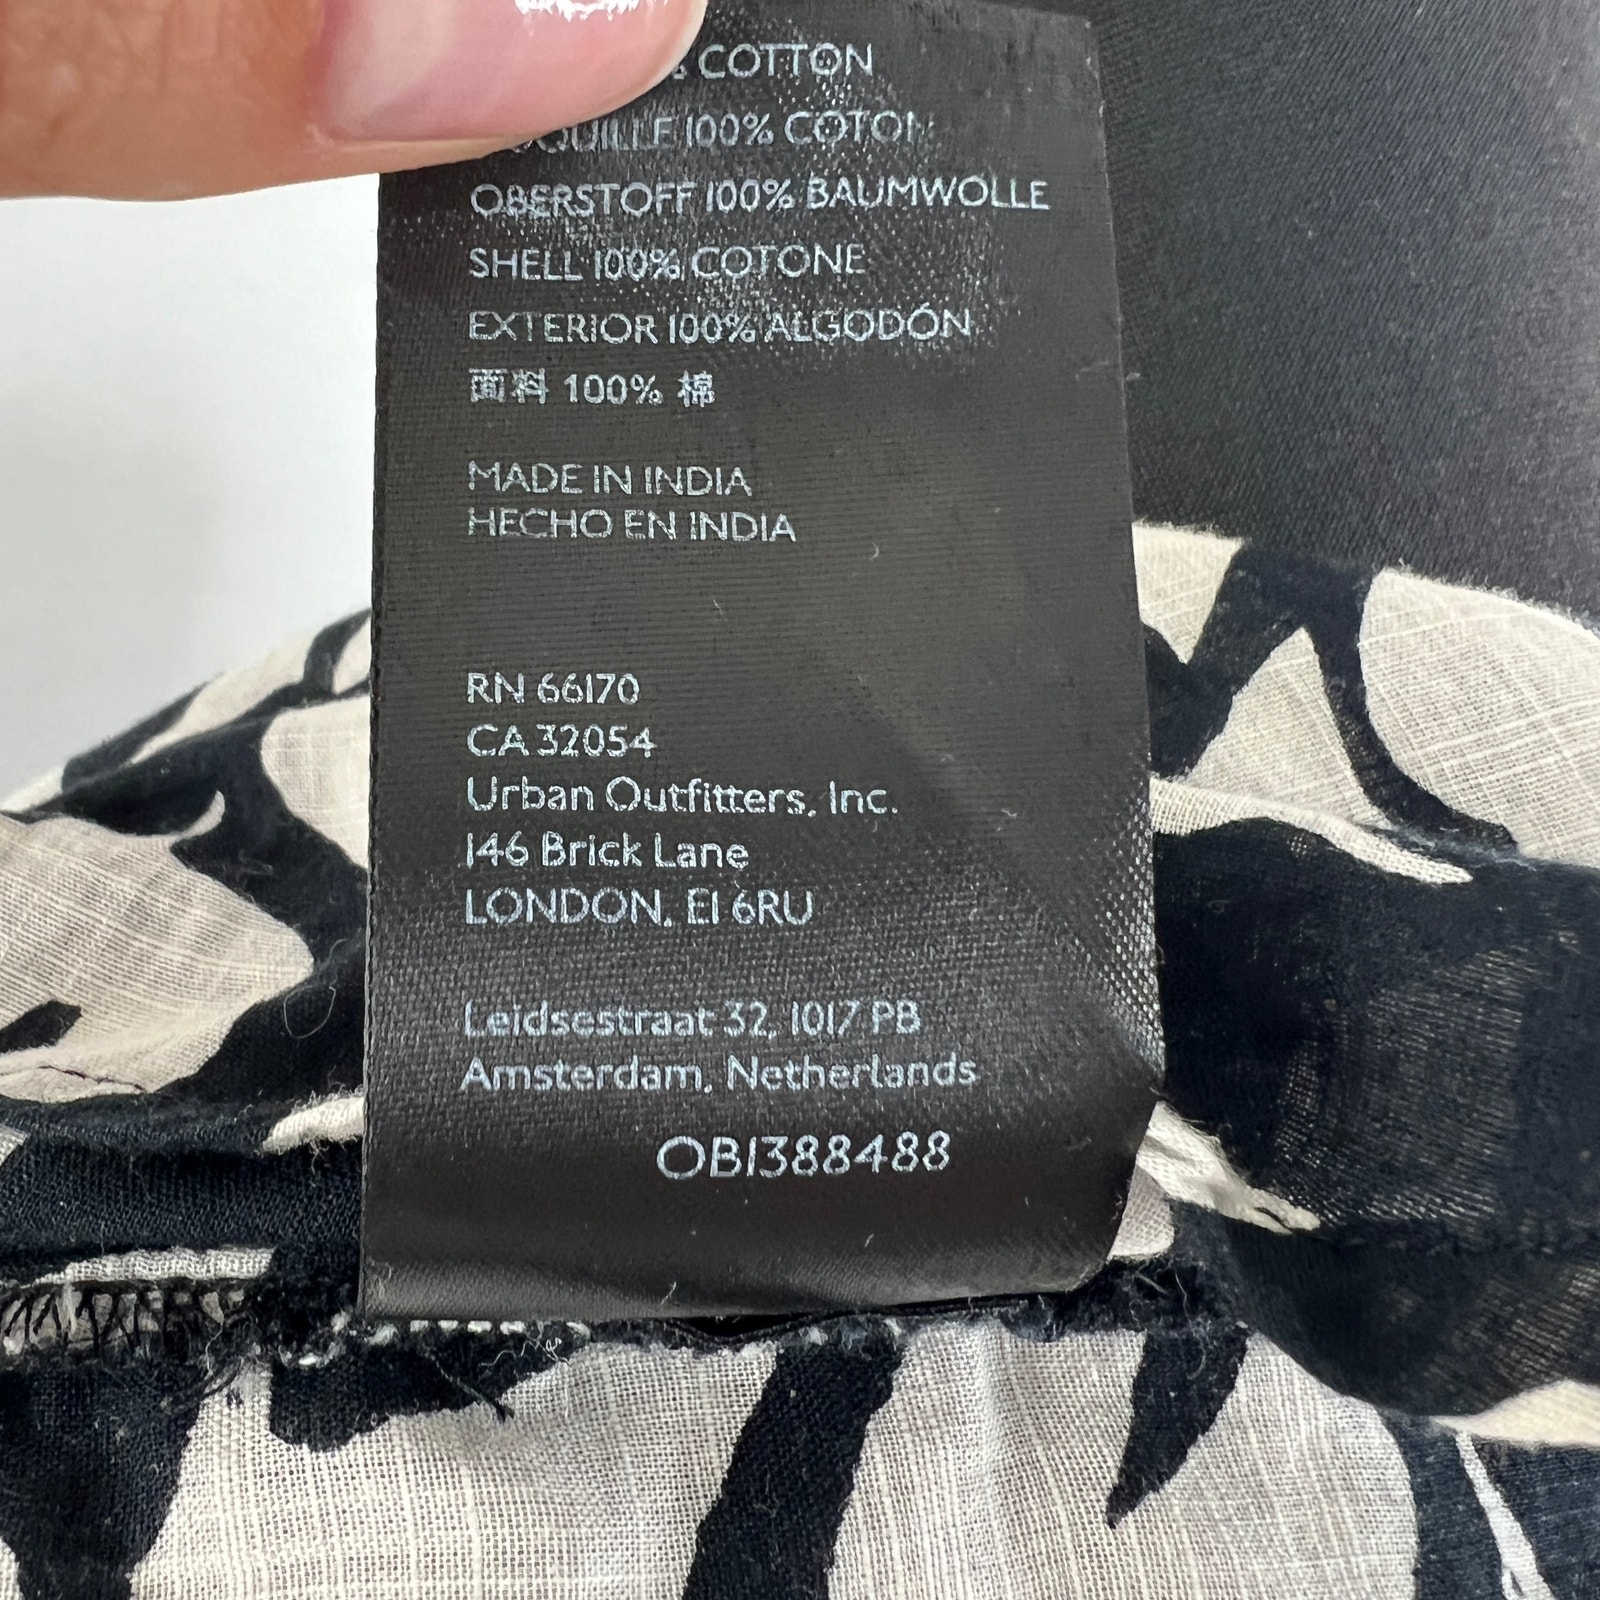 COTTON
100% COTON
OBERSTOFF 100% BAUMWOLLE
SHELL 100% COTONE
EXTERIOR 100% ALGODÓN
面料 100% 棉
MADE IN INDIA
HECHO EN INDIA
RN 66170
CA 32054
Urban Outfitters, Inc.
146 Brick Lane
LONDON, E1 6RU
Leidsestraat 32, 1017 PB
Amsterdam, Netherlands
OB1388488